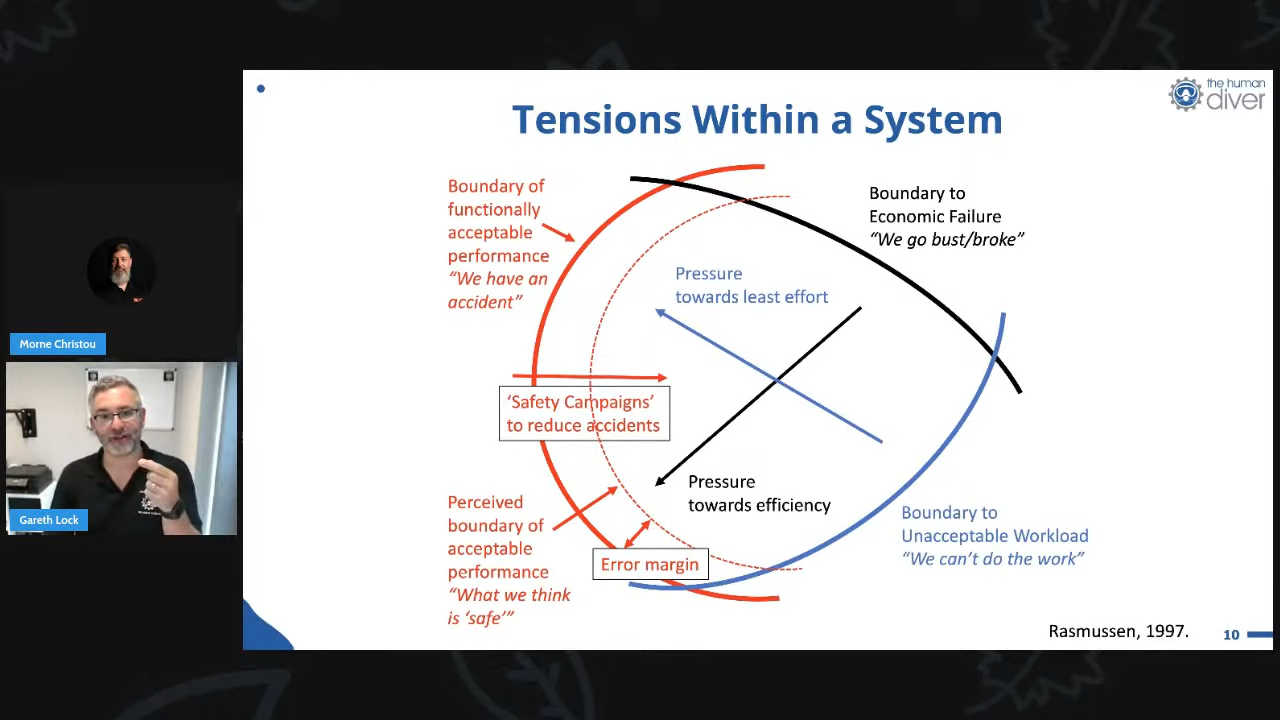 the human
diver
Tensions Within a System
Boundary of
functionally
acceptable
performance
“We have an
accident”
Boundary to
Economic Failure
“We go bust/broke”
Pressure
towards least effort
‘Safety Campaigns’
to reduce accidents
Pressure
towards efficiency
Perceived
boundary of
acceptable
performance
“What we think
is ‘safe’”
Error margin
Boundary to
Unacceptable Workload
“We can’t do the work”
Rasmussen, 1997.
10
Morne Christou
Gareth Lock